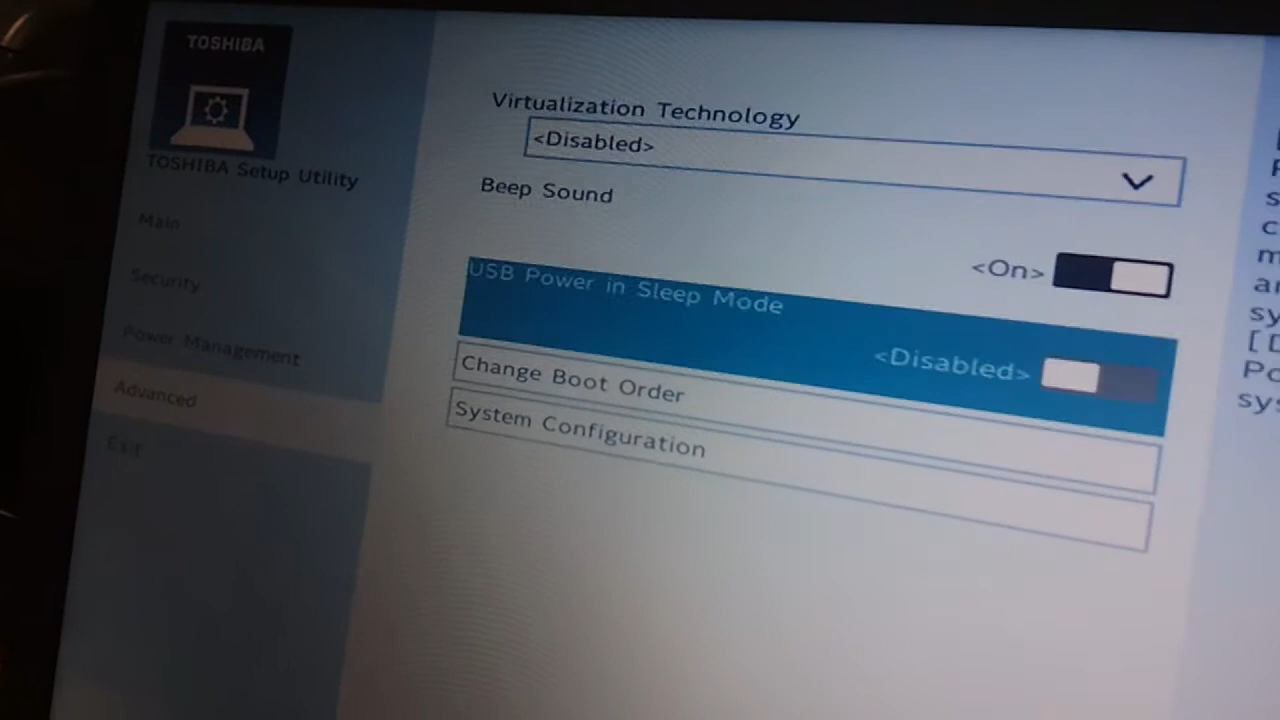 TOSHIBA
TOSHIBA Setup Utility
Main
Security
Power Management
Advanced
Exit
Virtualization Technology
<Disabled>
Beep Sound
<On>
USB Power in Sleep Mode
<Disabled>
Change Boot Order
System Configuration